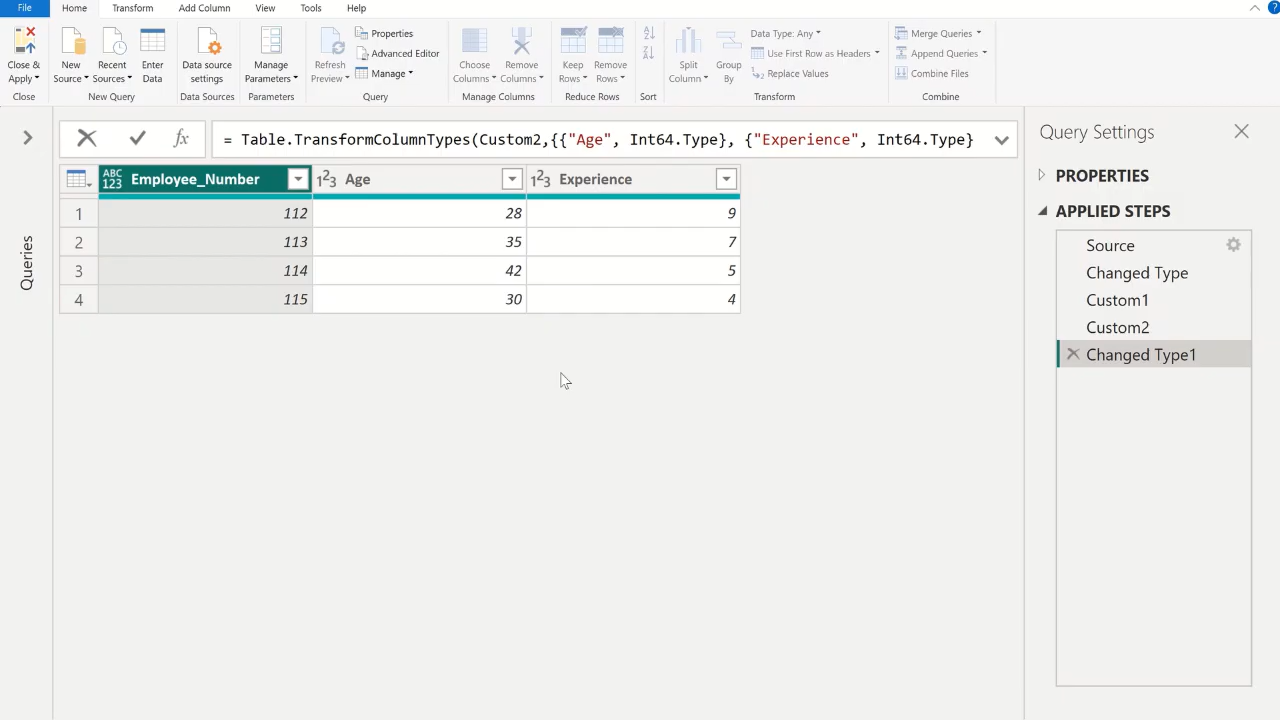 File Home Transform Add Column View Tools Help
Close & Apply
New Source
Recent Sources
Enter Data
Data source settings
Manage Parameters
Refresh Preview
Properties
Advanced Editor
Manage
Choose Columns
Remove Columns
Keep Rows
Remove Rows
Split Column
Group By
Data Type: Any
Use First Row as Headers
Replace Values
Merge Queries
Append Queries
Combine Files
Close New Query Data Sources Parameters Query Manage Columns Reduce Rows Sort Transform Combine
= Table.TransformColumnTypes(Custom2,{{"Age", Int64.Type}, {"Experience", Int64.Type}
Queries
ABC 123 Employee_Number 123 Age 123 Experience
1 112 28 9
2 113 35 7
3 114 42 5
4 115 30 4
Query Settings
PROPERTIES
APPLIED STEPS
Source
Changed Type
Custom1
Custom2
Changed Type1